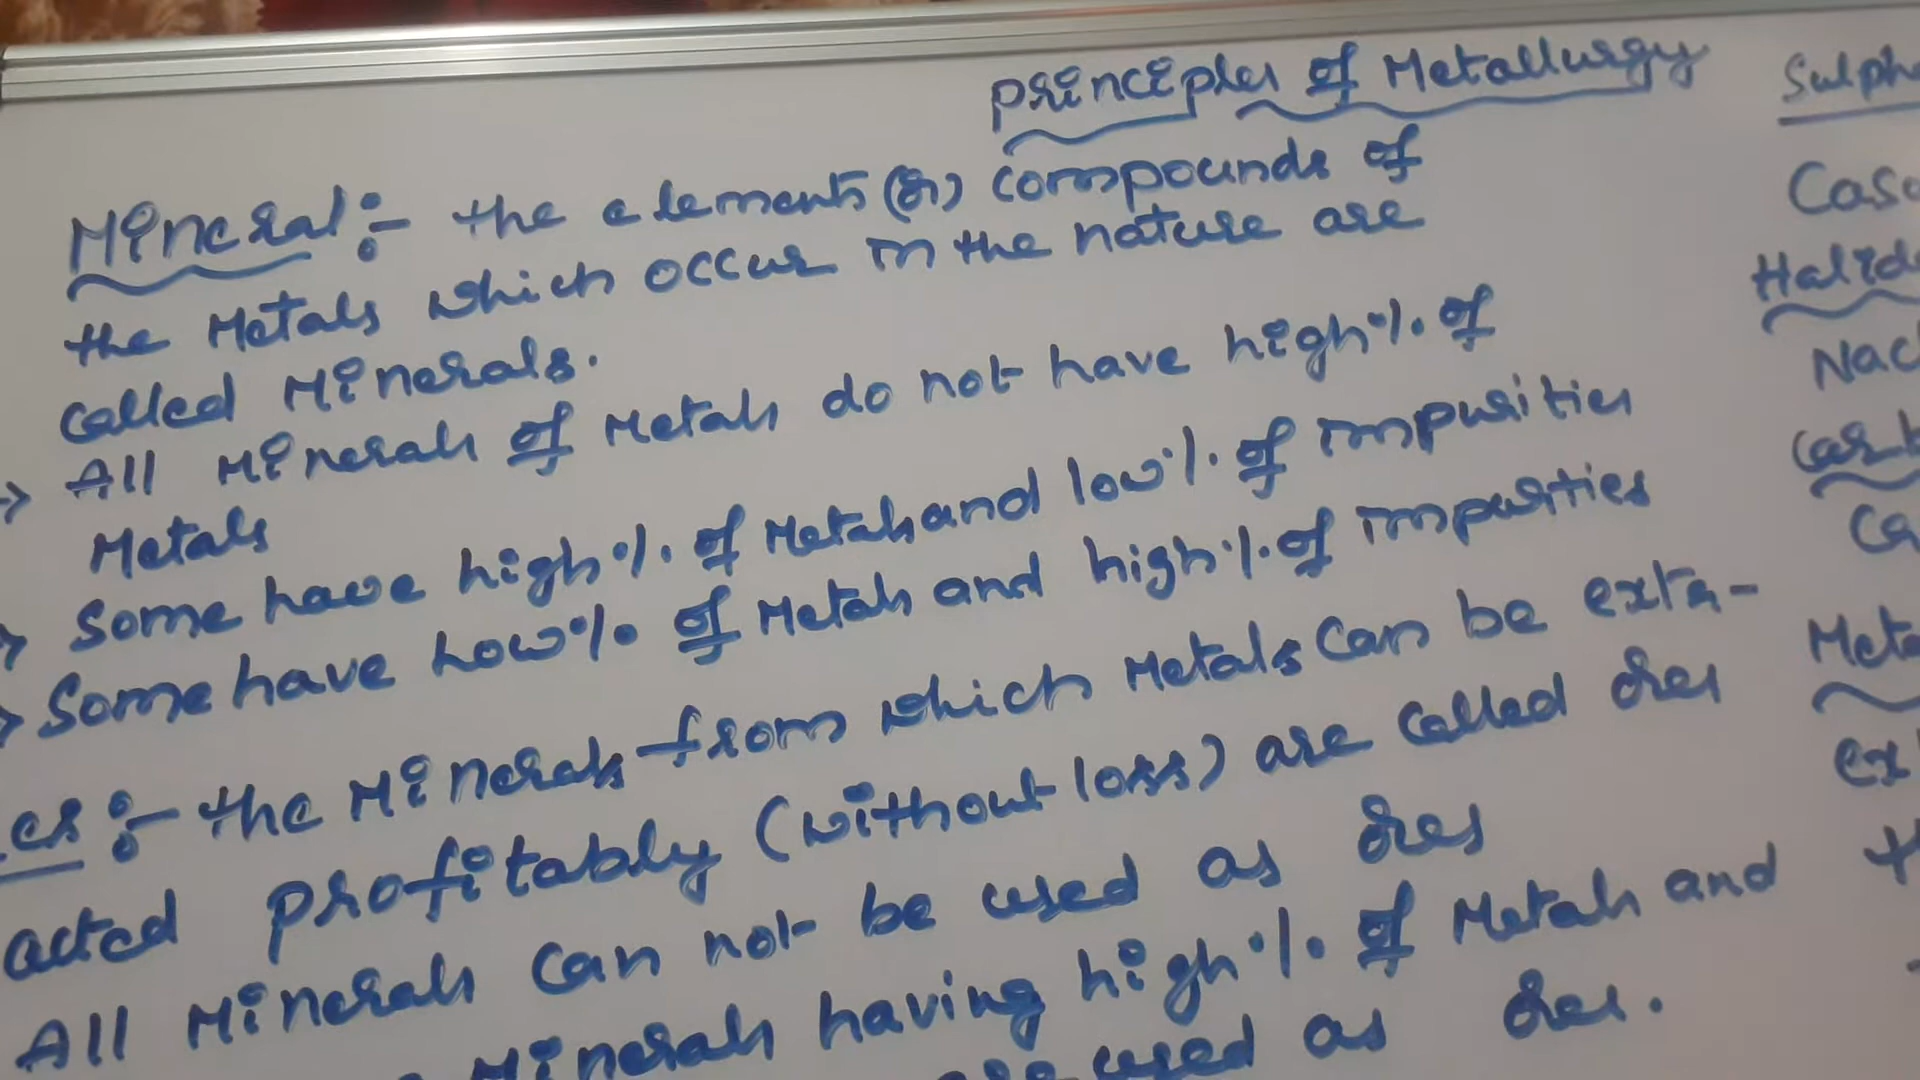 Principles of Metallurgy
Mineral :- the elements (or) compounds of
the Metals which occur in the nature are
called Minerals.
→ All Minerals of Metals do not have high % of
Metals
→ Some have high % of Metals and low % of impurities
→ Some have Low % of Metals and high % of impurities
:- the Minerals from which Metals can be extra-
acted profitably (without loss) are called ores
All Minerals can not be used as ores
Minerals having high % of Metals and
are used as ores.
Sulph
Caso
Halid
Nacl
Carb
Ca
Meta
ex